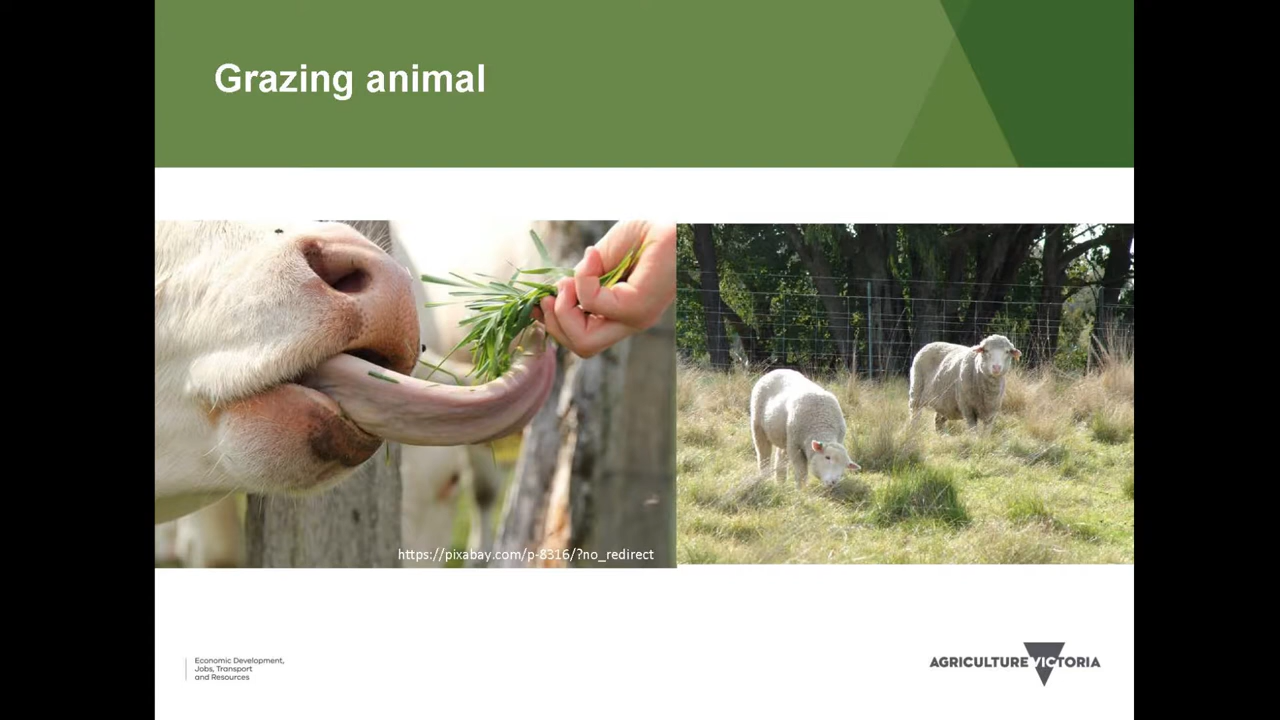 Grazing animal
https://pixabay.com/p-8316/?no_redirect
Economic Development,
Jobs, Transport
and Resources
AGRICULTURE VICTORIA